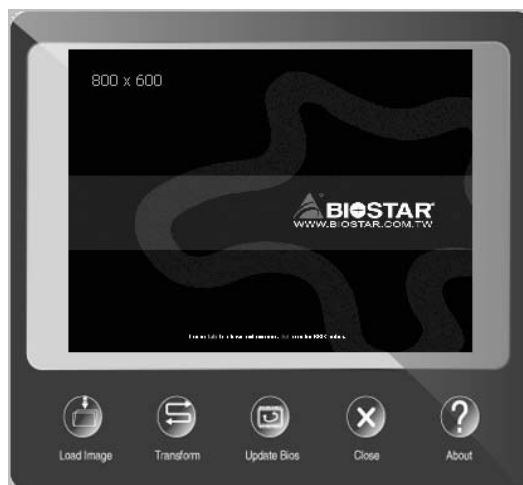 800 x 600
BIOSTAR
WWW.BIOSTAR.COM.TW
Load Image
Transform
Update Bios
Close
About